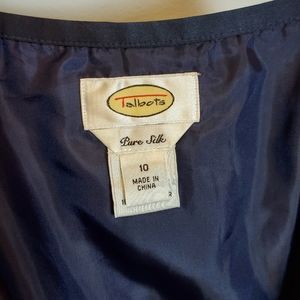 Talbots
Pure Silk
10
MADE IN
CHINA